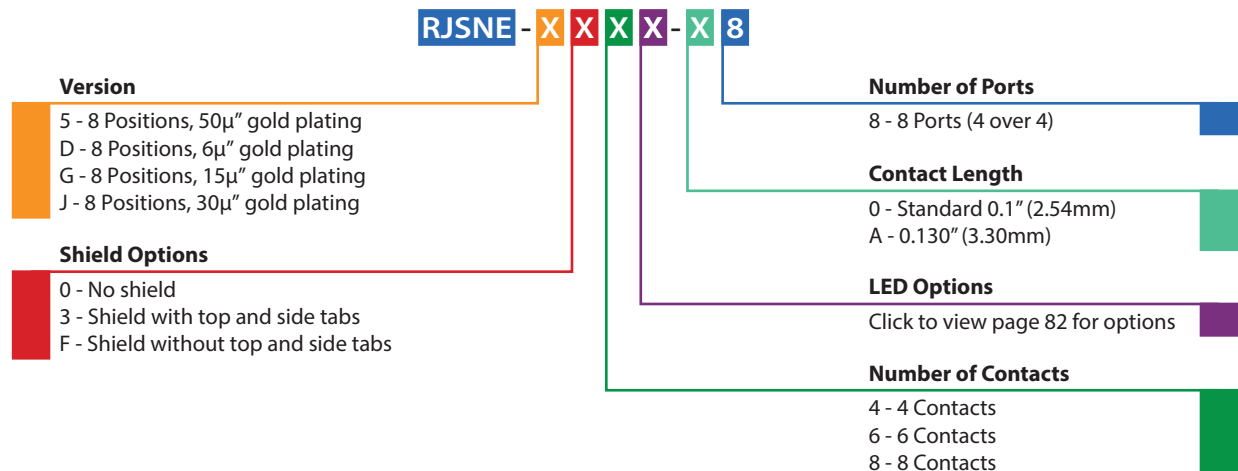 RJSNE - X X X X - X 8
Version
5 - 8 Positions, 50µ” gold plating
D - 8 Positions, 6µ” gold plating
G - 8 Positions, 15µ” gold plating
J - 8 Positions, 30µ” gold plating
Shield Options
0 - No shield
3 - Shield with top and side tabs
F - Shield without top and side tabs
Number of Ports
8 - 8 Ports (4 over 4)
Contact Length
0 - Standard 0.1” (2.54mm)
A - 0.130” (3.30mm)
LED Options
Click to view page 82 for options
Number of Contacts
4 - 4 Contacts
6 - 6 Contacts
8 - 8 Contacts